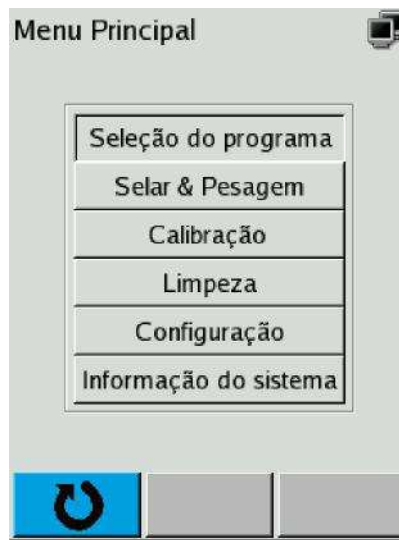 Menu Principal
Seleção do programa
Selar & Pesagem
Calibração
Limpeza
Configuração
Informação do sistema